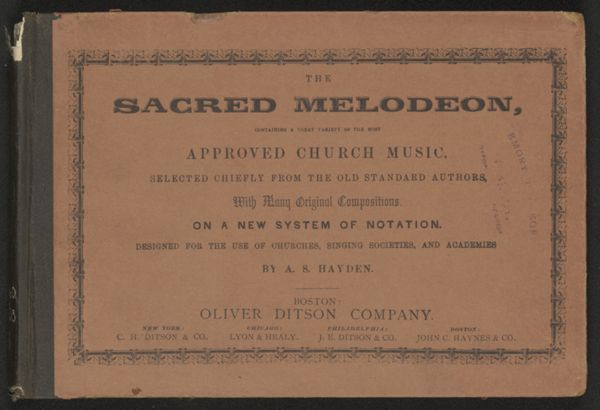 THE
SACRED MELODEON,
CONTAINING A GREAT VARIETY OF THE MOST
APPROVED CHURCH MUSIC,
SELECTED CHIEFLY FROM THE OLD STANDARD AUTHORS,
With Many Original Compositions.
ON A NEW SYSTEM OF NOTATION.
DESIGNED FOR THE USE OF CHURCHES, SINGING SOCIETIES, AND ACADEMIES
BY A. S. HAYDEN.
BOSTON:
OLIVER DITSON COMPANY.
NEW YORK: CHICAGO: PHILADELPHIA: BOSTON:
C. H. DITSON & CO. LYON & HEALY. J. E. DITSON & CO. JOHN C. HAYNES & CO.